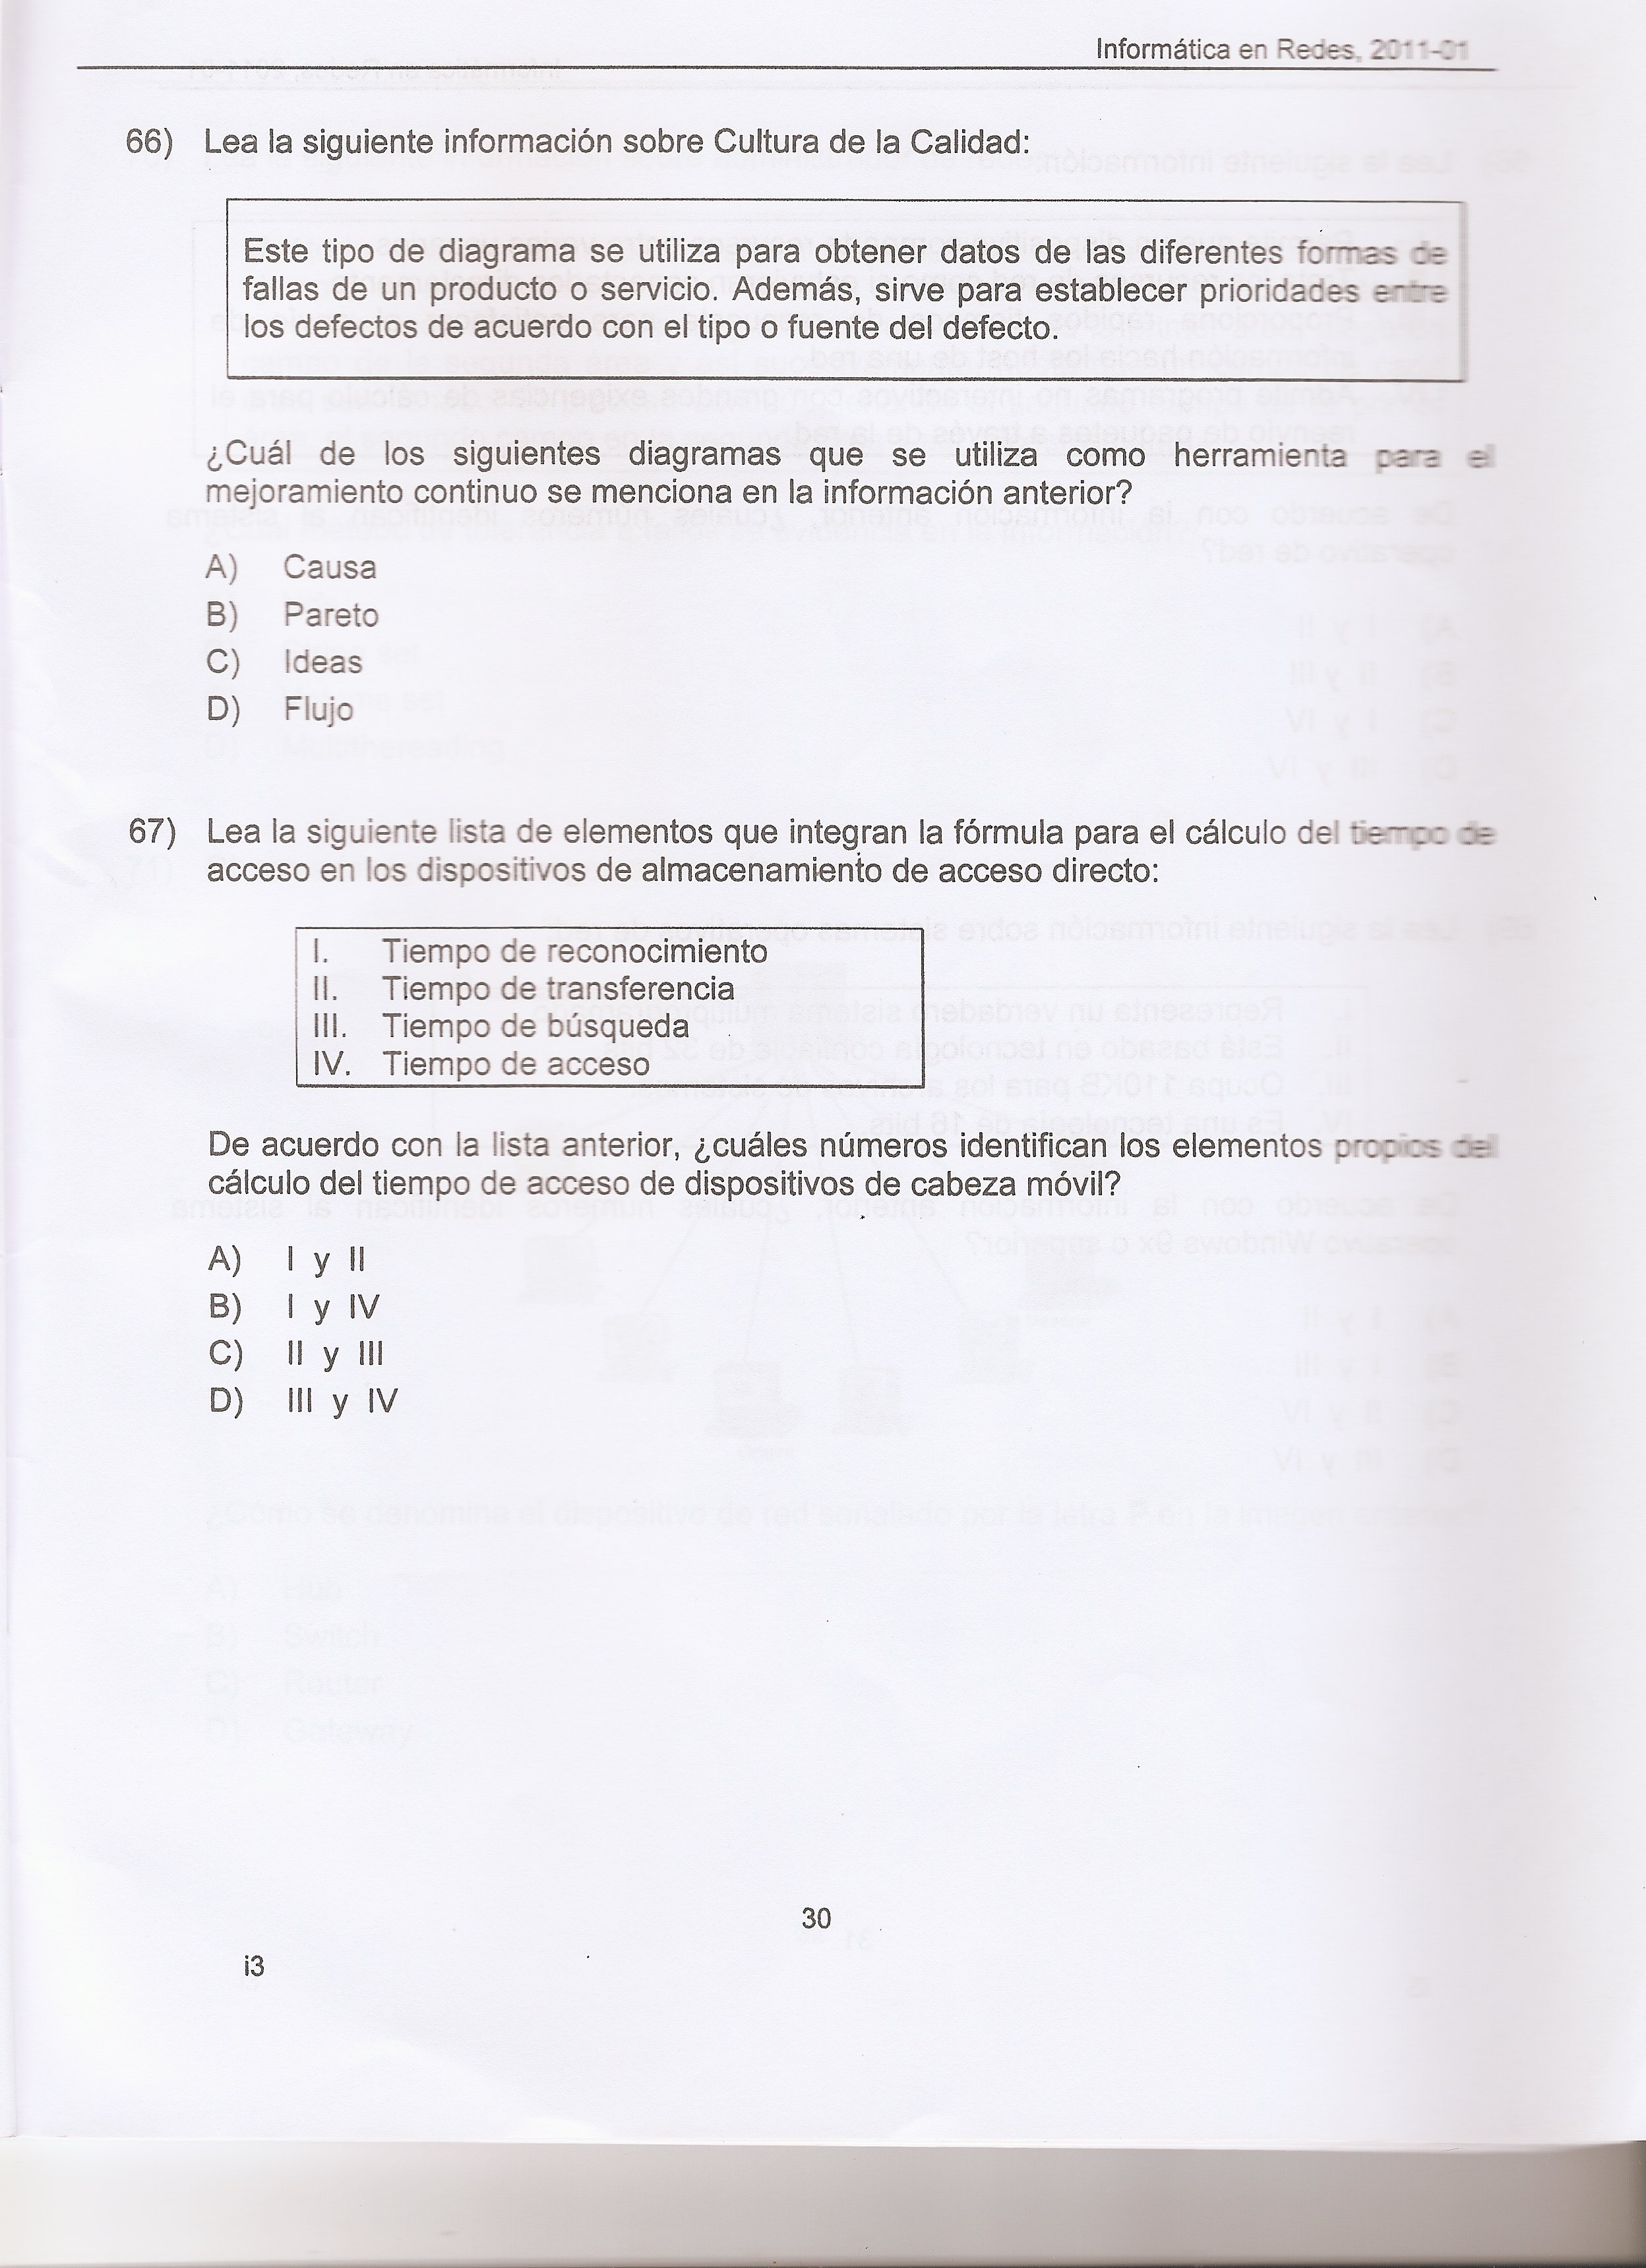 Informática en Redes, 2011-01
66) Lea la siguiente información sobre Cultura de la Calidad:
Este tipo de diagrama se utiliza para obtener datos de las diferentes formas de
fallas de un producto o servicio. Además, sirve para establecer prioridades entre
los defectos de acuerdo con el tipo o fuente del defecto.
¿Cuál de los siguientes diagramas que se utiliza como herramienta para el
mejoramiento continuo se menciona en la información anterior?
A) Causa
B) Pareto
C) Ideas
D) Flujo
67) Lea la siguiente lista de elementos que integran la fórmula para el cálculo del tiempo de
acceso en los dispositivos de almacenamiento de acceso directo:
I. Tiempo de reconocimiento
II. Tiempo de transferencia
III. Tiempo de búsqueda
IV. Tiempo de acceso
De acuerdo con la lista anterior, ¿cuáles números identifican los elementos propios del
cálculo del tiempo de acceso de dispositivos de cabeza móvil?
A) I y II
B) I y IV
C) II y III
D) III y IV
30
i3